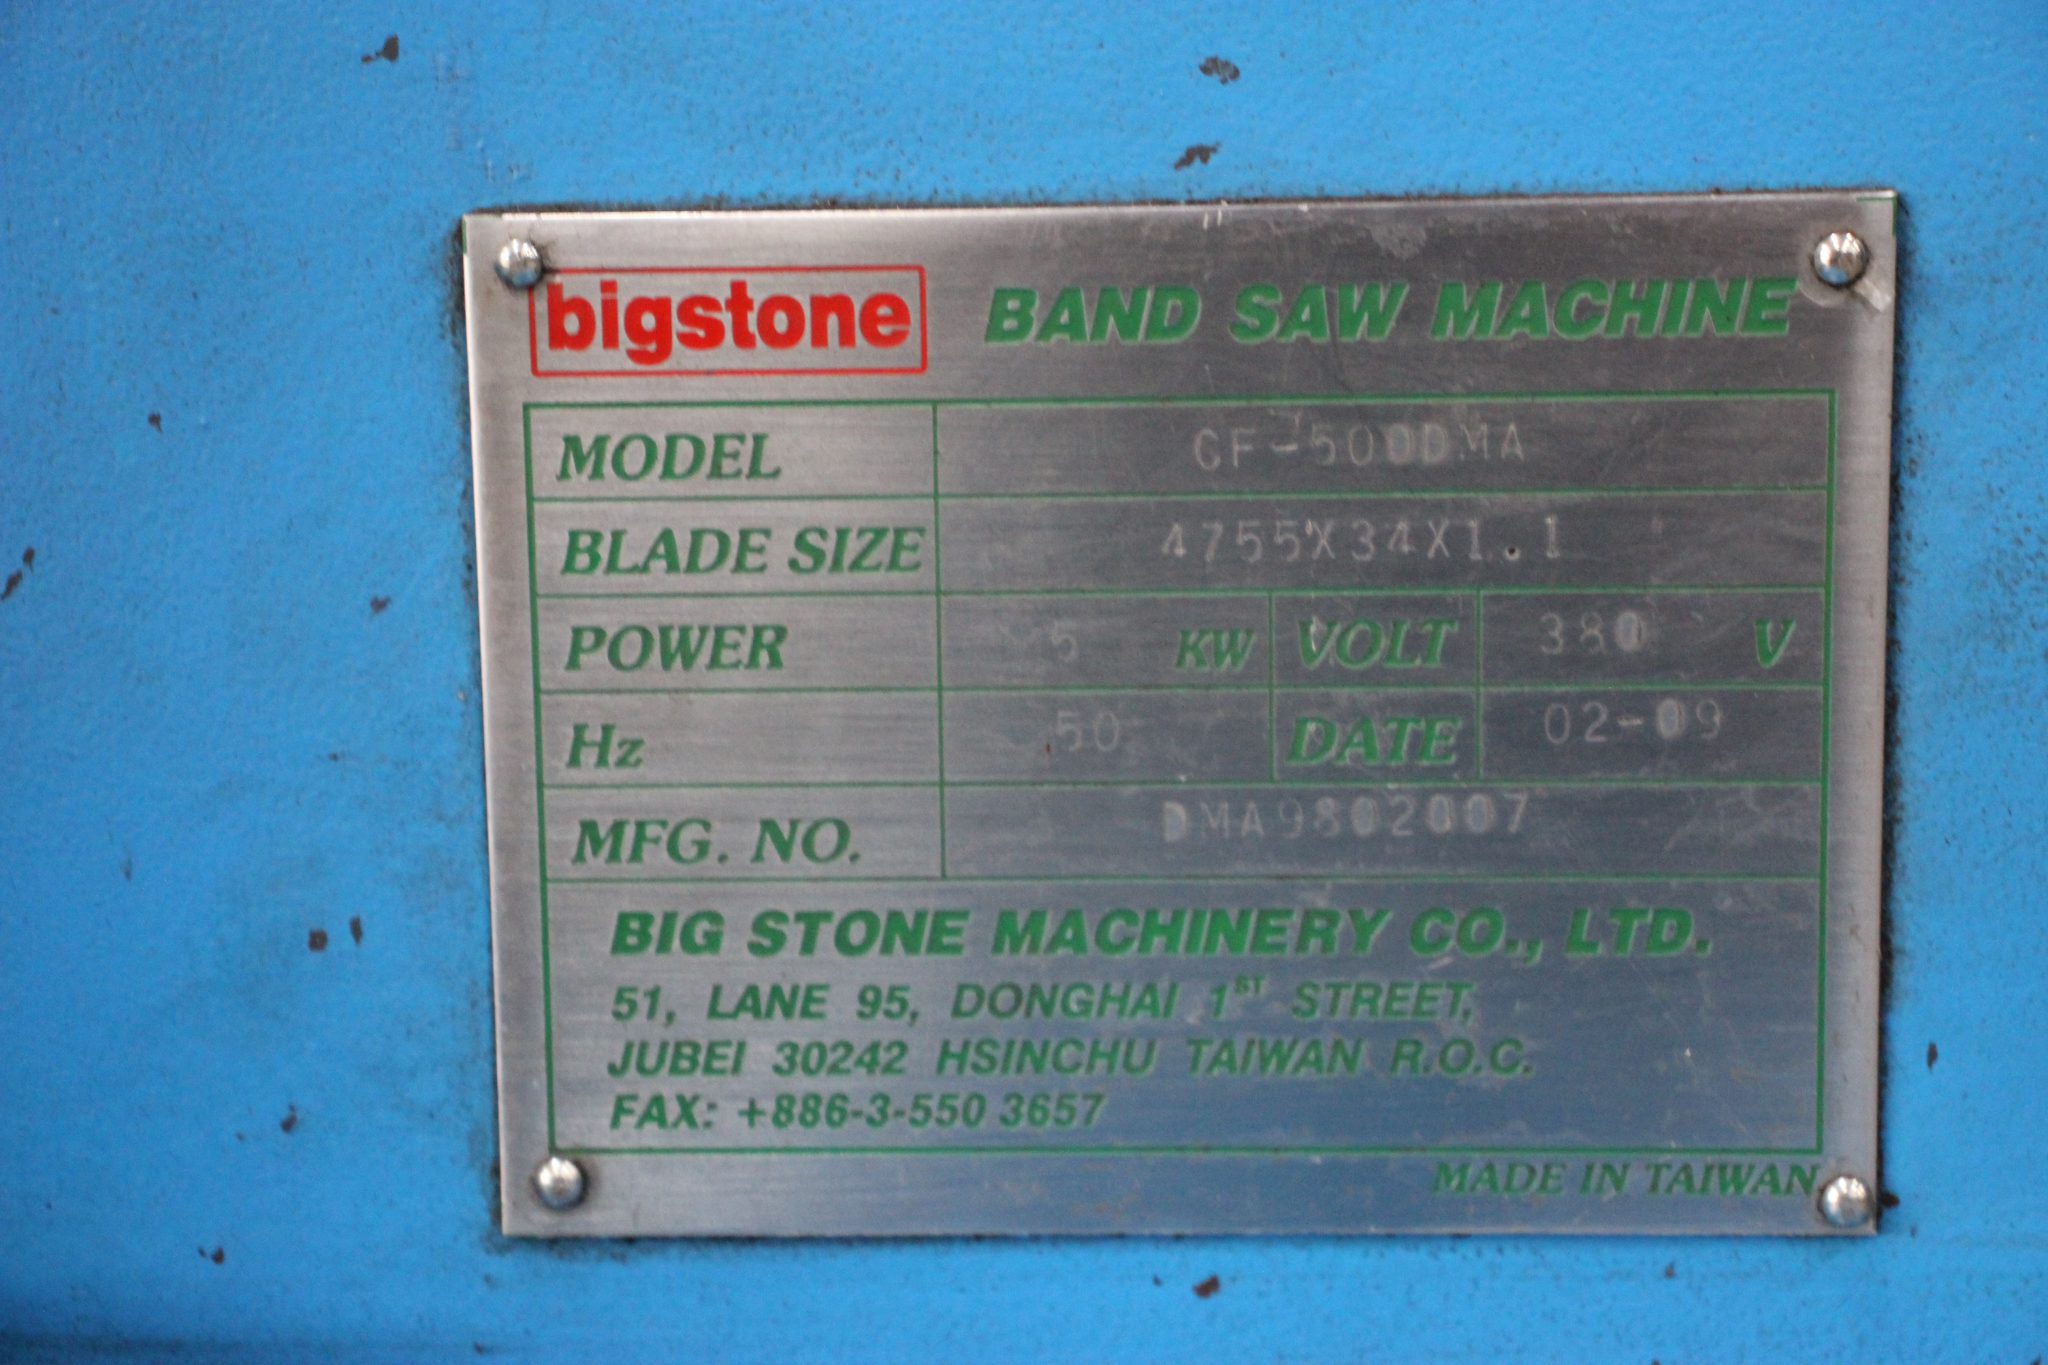 bigstone BAND SAW MACHINE
MODEL CF-500DMA
BLADE SIZE 4755X34X1.1
POWER 5 KW VOLT 380 V
Hz 50 DATE 02-09
MFG. NO. DMA9802007
BIG STONE MACHINERY CO., LTD.
51, LANE 95, DONGHAI 1ST STREET,
JUBEI 30242 HSINCHU TAIWAN R.O.C.
FAX: +886-3-550 3657
MADE IN TAIWAN